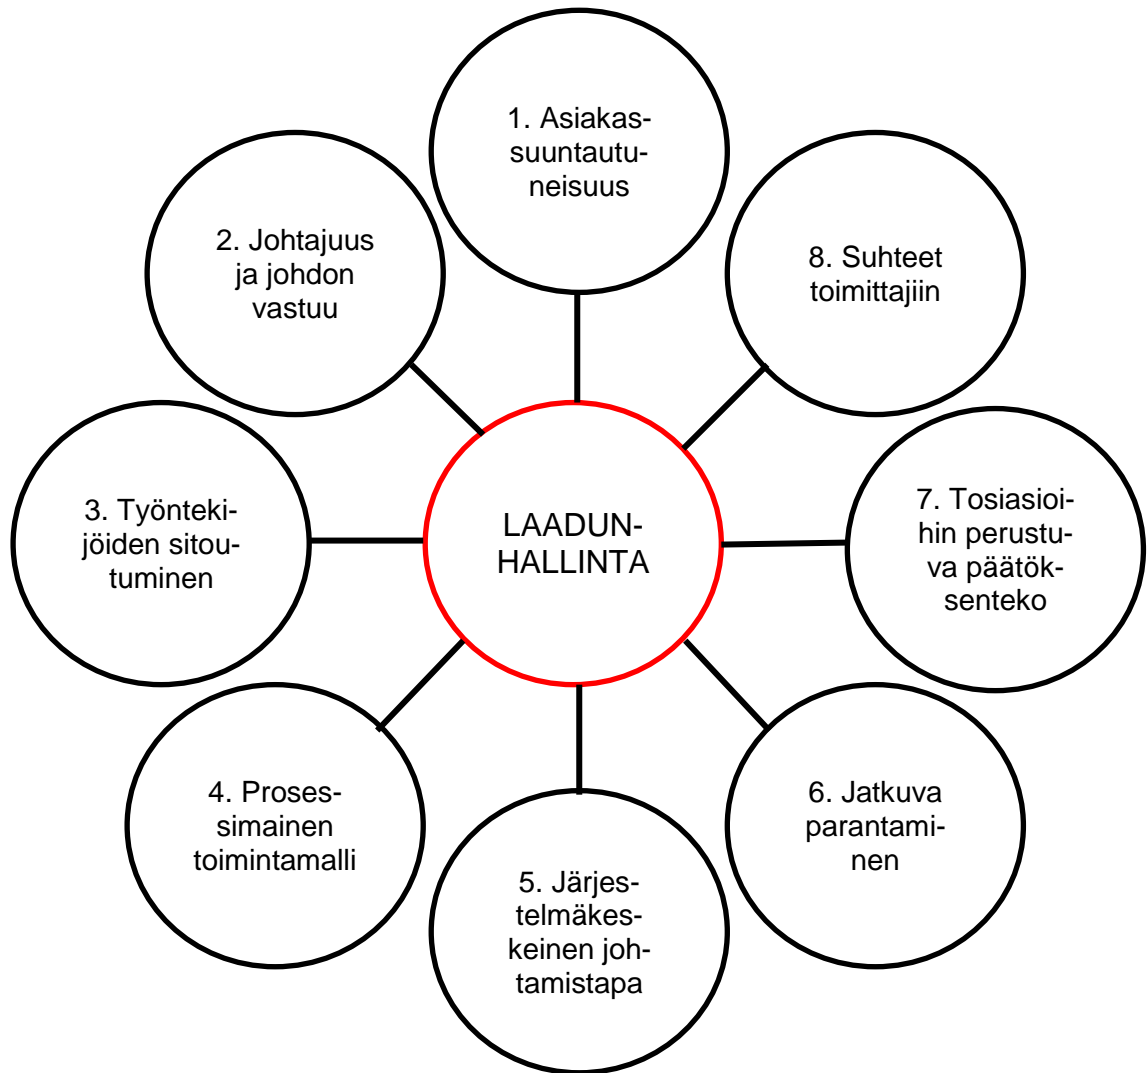 1. Asiakas-
suuntautu-
neisuus
2. Johtajuus
ja johdon
vastuu
8. Suhteet
toimittajiin
3. Työnteki-
jöiden sitou-
tuminen
LAADUN-
HALLINTA
7. Tosiasioi-
hin perustu-
va päätök-
senteko
4. Proses-
simainen
toimintamalli
6. Jatkuva
parantami-
nen
5. Järjes-
telmäkes-
keinen joh-
tamistapa